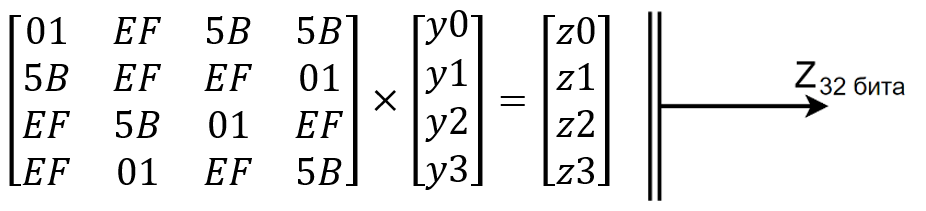 01 EF 5B 5B y0 z0
5B EF EF 01 y1 z1
× = Z 32 бита
EF 5B 01 EF y2 z2
EF 01 EF 5B y3 z3